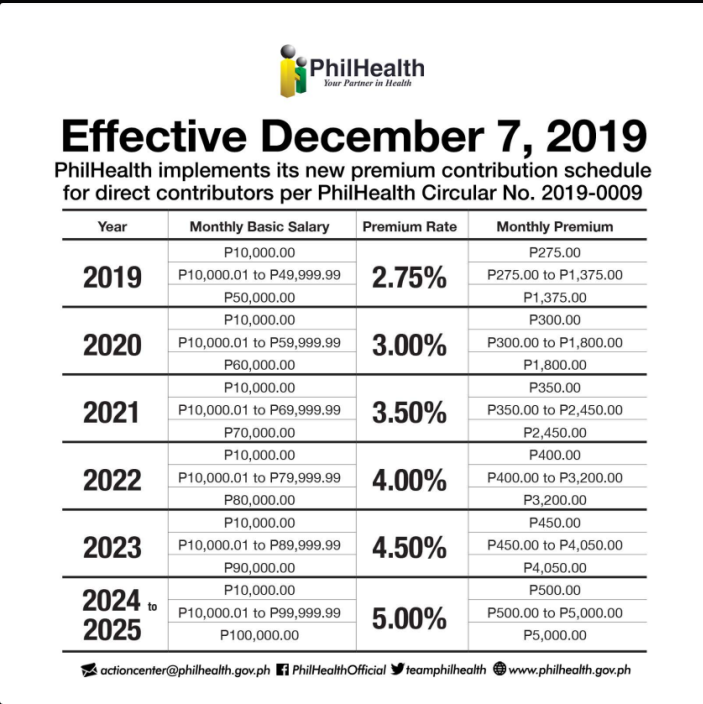 PhilHealth
Your Partner in Health
Effective December 7, 2019
PhilHealth implements its new premium contribution schedule
for direct contributors per PhilHealth Circular No. 2019-0009
Year Monthly Basic Salary Premium Rate Monthly Premium
P10,000.00 P275.00
2019 P10,000.01 to P49,999.99 2.75% P275.00 to P1,375.00
P50,000.00 P1,375.00
P10,000.00 P300.00
2020 P10,000.01 to P59,999.99 3.00% P300.00 to P1,800.00
P60,000.00 P1,800.00
P10,000.00 P350.00
2021 P10,000.01 to P69,999.99 3.50% P350.00 to P2,450.00
P70,000.00 P2,450.00
P10,000.00 P400.00
2022 P10,000.01 to P79,999.99 4.00% P400.00 to P3,200.00
P80,000.00 P3,200.00
P10,000.00 P450.00
2023 P10,000.01 to P89,999.99 4.50% P450.00 to P4,050.00
P90,000.00 P4,050.00
P10,000.00 P500.00
2024 to 2025 P10,000.01 to P99,999.99 5.00% P500.00 to P5,000.00
P100,000.00 P5,000.00
actioncenter@philhealth.gov.ph PhilHealthOfficial teamphilhealth www.philhealth.gov.ph